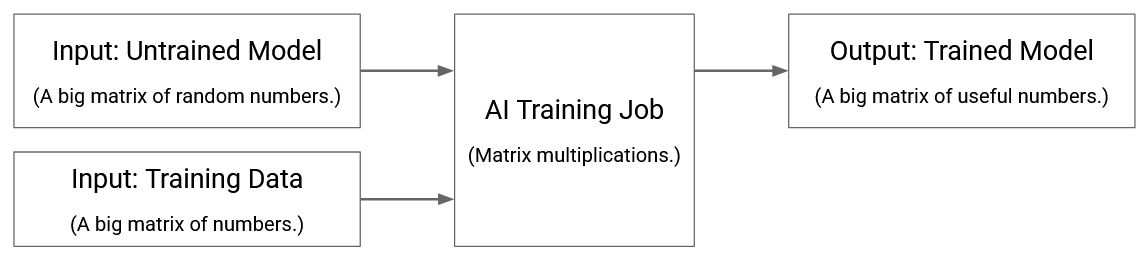 Input: Untrained Model
(A big matrix of random numbers.)
Input: Training Data
(A big matrix of numbers.)
AI Training Job
(Matrix multiplications.)
Output: Trained Model
(A big matrix of useful numbers.)